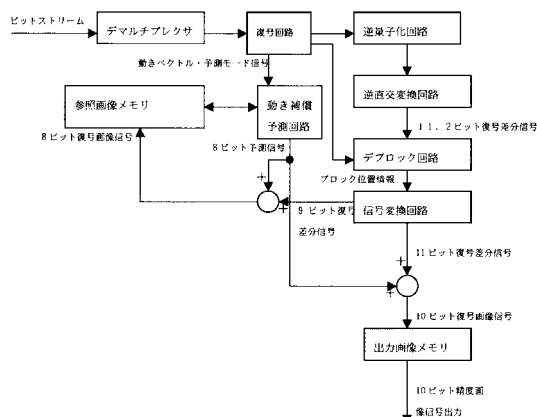 ビットストリーム
デマルチプレクサ
復号回路
逆量子化回路
動きベクトル・予測モード信号
逆直交変換回路
参照画像メモリ
動き補償
予測回路
11．2ビット復号差分信号
8ビット復号画像信号
8ビット予測信号
デブロック回路
ブロック位置情報
+
+
9ビット復号
差分信号
信号変換回路
11ビット復号差分信号
+
+
10ビット復号画像信号
出力画像メモリ
10ビット精度画
像信号出力